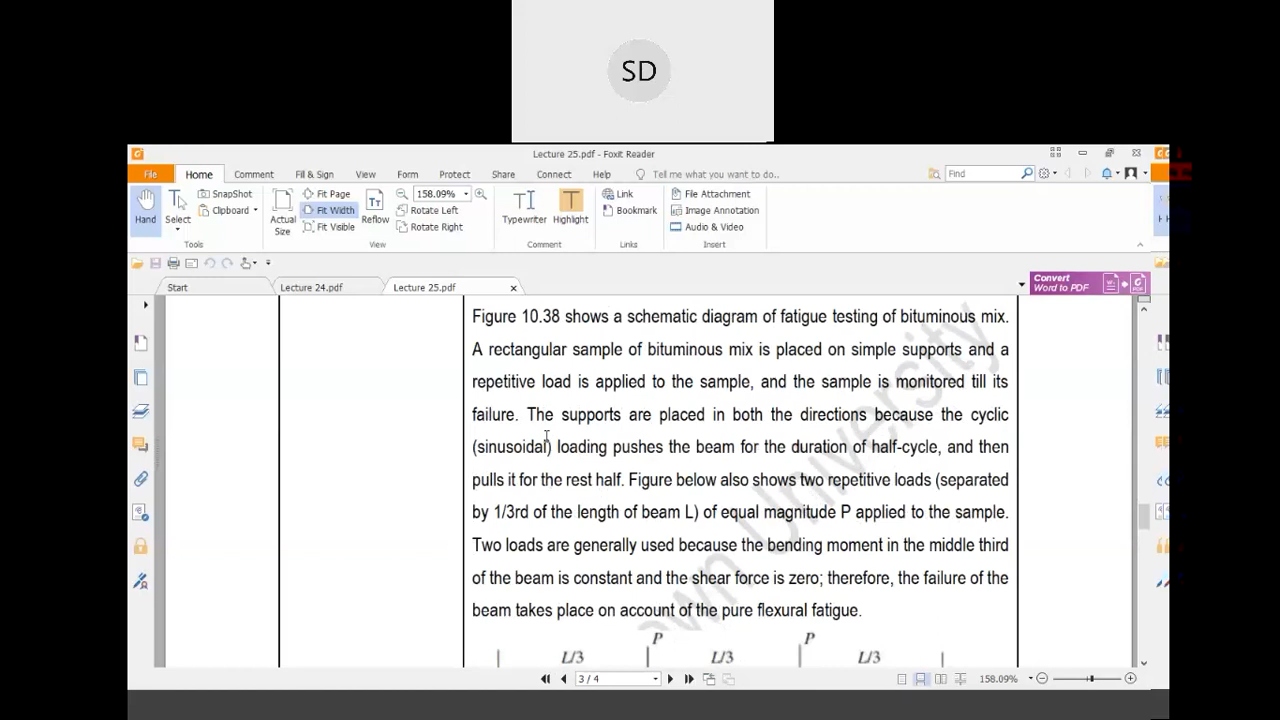 SD
Lecture 25.pdf - Foxit Reader
File Home Comment Fill & Sign View Form Protect Share Connect Help Tell me what you want to do.. Find
Hand
Select
SnapShot
Clipboard
Tools
Actual Size
Fit Page
Fit Width
Fit Visible
Reflow
158.09%
Rotate Left
Rotate Right
View
Typewriter
Highlight
Comment
Link
Bookmark
Links
File Attachment
Image Annotation
Audio & Video
Insert
Start Lecture 24.pdf Lecture 25.pdf
Convert
Word to PDF
Figure 10.38 shows a schematic diagram of fatigue testing of bituminous mix.
A rectangular sample of bituminous mix is placed on simple supports and a
repetitive load is applied to the sample, and the sample is monitored till its
failure. The supports are placed in both the directions because the cyclic
(sinusoidal) loading pushes the beam for the duration of half-cycle, and then
pulls it for the rest half. Figure below also shows two repetitive loads (separated
by 1/3rd of the length of beam L) of equal magnitude P applied to the sample.
Two loads are generally used because the bending moment in the middle third
of the beam is constant and the shear force is zero; therefore, the failure of the
beam takes place on account of the pure flexural fatigue.
own University
P P
L/3 L/3 L/3
3 / 4
158.09%